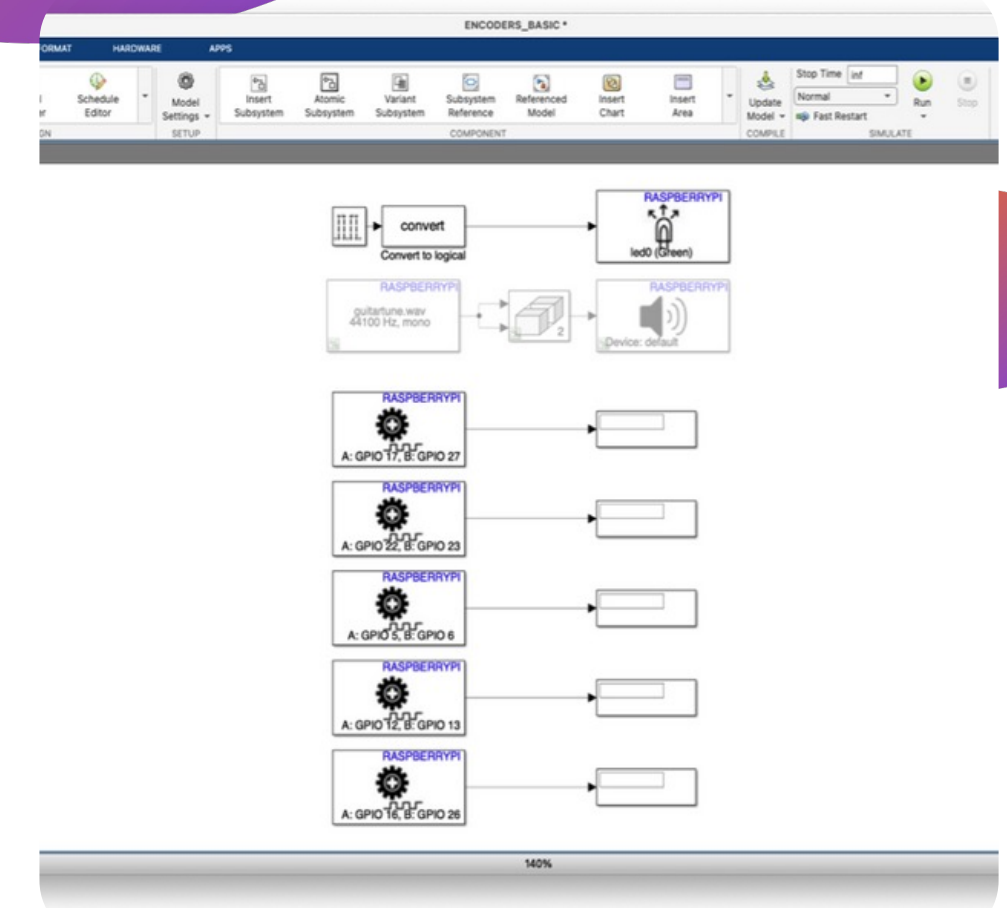 ENCODERS_BASIC *
HARDWARE APPS
Schedule Editor
Model Settings
Insert Subsystem
Atomic Subsystem
Variant Subsystem
Subsystem Reference
Referenced Model
Insert Chart
Insert Area
Update Model
Stop Time inf
Normal
Fast Restart
Run
Stop
SETUP COMPONENT COMPILE SIMULATE
RASPBERRYPI
convert
led0 (Green)
Convert to logical
RASPBERRYPI
guitartune.wav
44100 Hz, mono
2
RASPBERRYPI
Device: default
RASPBERRYPI
A: GPIO 17, B: GPIO 27
RASPBERRYPI
A: GPIO 22, B: GPIO 23
RASPBERRYPI
A: GPIO 5, B: GPIO 6
RASPBERRYPI
A: GPIO 12, B: GPIO 13
RASPBERRYPI
A: GPIO 16, B: GPIO 26
140%